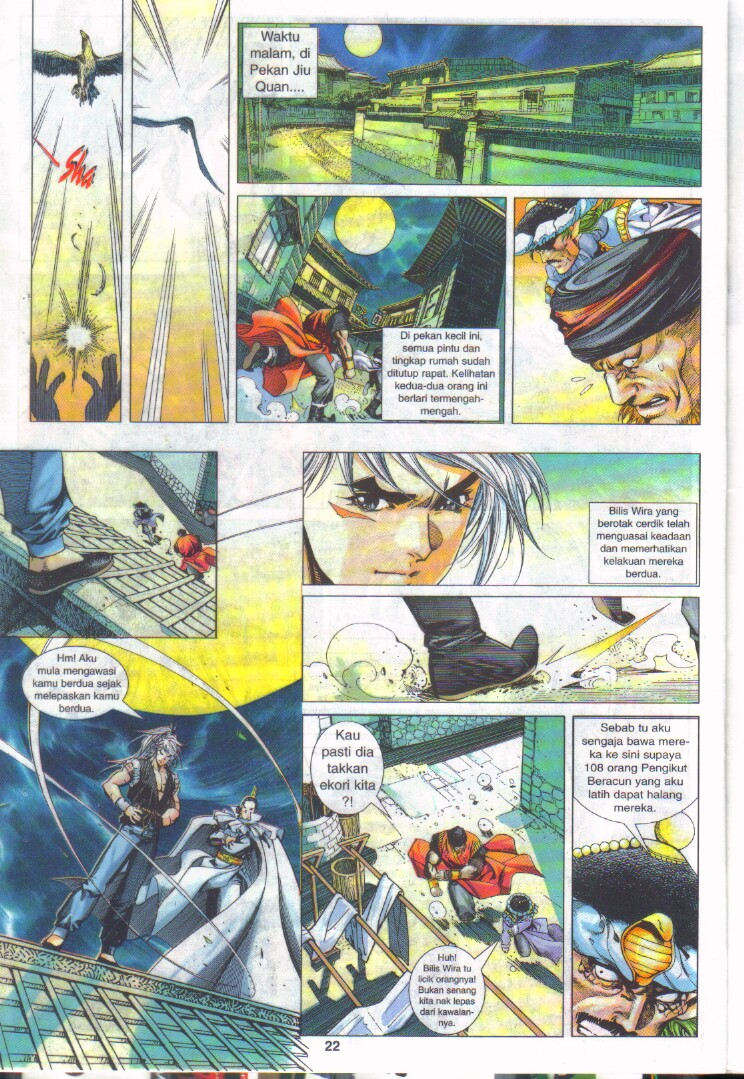 Sha
Waktu
malam, di
Pekan Jiu
Quan....
Di pekan kecil ini,
semua pintu dan
tingkap rumah sudah
ditutup rapat. Kelihatan
kedua-dua orang ini
berlari termengah-
mengah.
Bilis Wira yang
berotak cerdik telah
menguasai keadaan
dan memerhatikan
kelakuan mereka
berdua.
Hm! Aku
mula mengawasi
kamu berdua sejak
melepaskan kamu
berdua.
Kau
pasti dia
takkan
ekori kita
?!
Huh!
Bilis Wira tu
licik orangnya!
Bukan senang
kita nak lepas
dari kawalan-
nya.
Sebab tu aku
sengaja bawa mere-
ka ke sini supaya
108 orang Pengikut
Beracun yang aku
latih dapat halang
mereka.
22